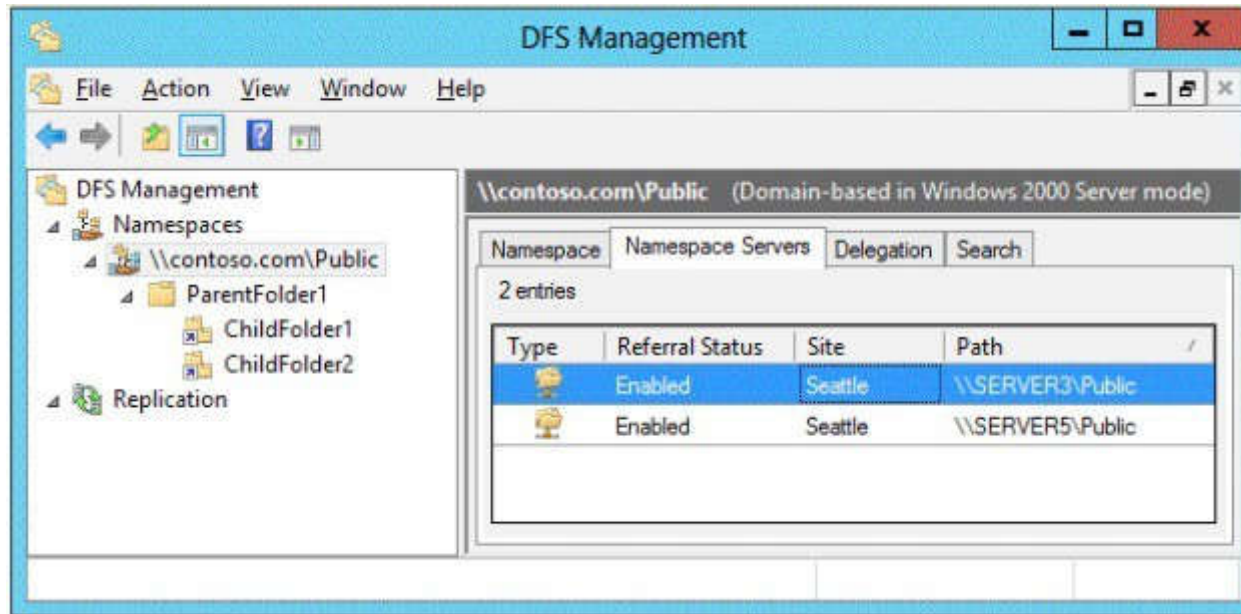 DFS Management
File Action View Window Help
DFS Management
Namespaces
\\contoso.com\Public
ParentFolder1
ChildFolder1
ChildFolder2
Replication
\\contoso.com\Public (Domain-based in Windows 2000 Server mode)
Namespace Namespace Servers Delegation Search
2 entries
Type Referral Status Site Path
Enabled Seattle \\SERVER3\Public
Enabled Seattle \\SERVER5\Public